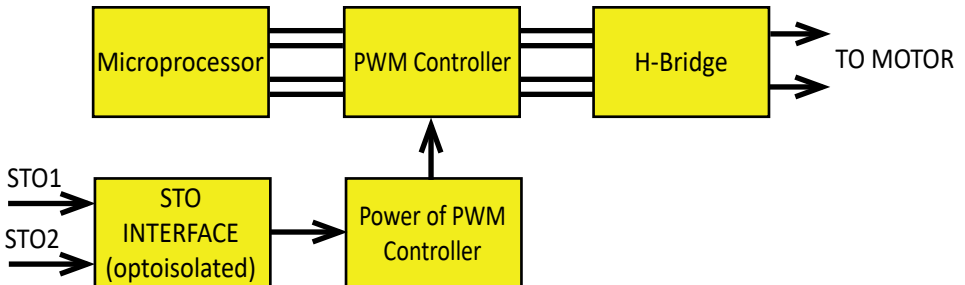 Microprocessor
PWM Controller
H-Bridge
TO MOTOR
STO1
STO2
STO
INTERFACE
(optoisolated)
Power of PWM
Controller